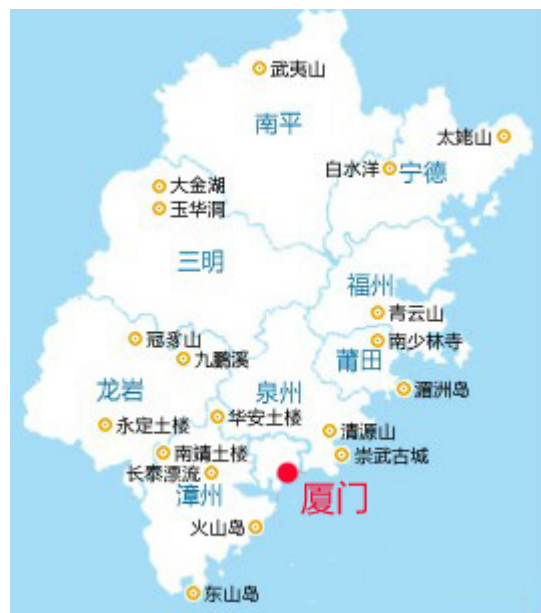 武夷山
南平
太姥山
白水洋
宁德
大金湖
玉华洞
三明
福州
青云山
冠豸山
南少林寺
九鹏溪
莆田
龙岩
泉州
湄洲岛
华安土楼
永定土楼
清源山
南靖土楼
崇武古城
长泰漂流
漳州
厦门
火山岛
东山岛